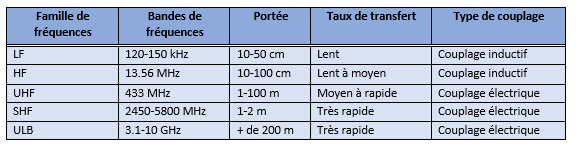 Famille de fréquences Bandes de fréquences Portée Taux de transfert Type de couplage
LF 120-150 kHz 10-50 cm Lent Couplage inductif
HF 13.56 MHz 10-100 cm Lent à moyen Couplage inductif
UHF 433 MHz 1-100 m Moyen à rapide Couplage électrique
SHF 2450-5800 MHz 1-2 m Très rapide Couplage électrique
ULB 3.1-10 GHz + de 200 m Très rapide Couplage électrique